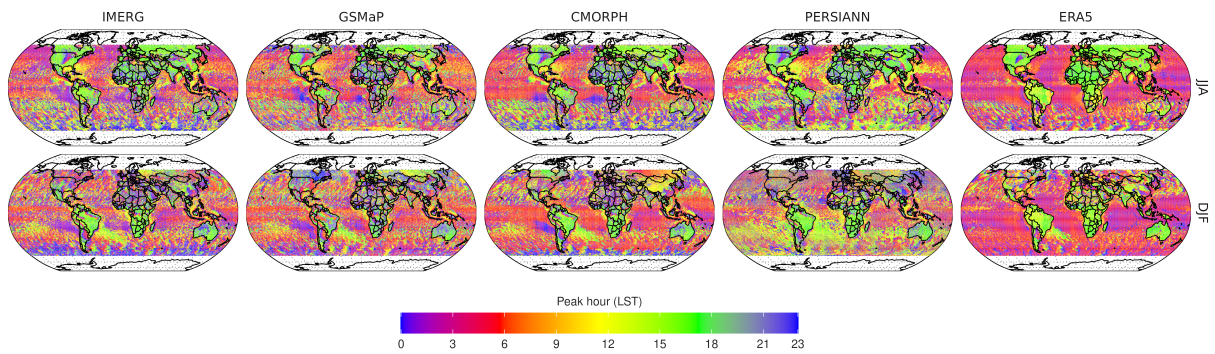 IMERG GSMaP CMORPH PERSIANN ERA5
JJA
DJF
Peak hour (LST)
0 3 6 9 12 15 18 21 23